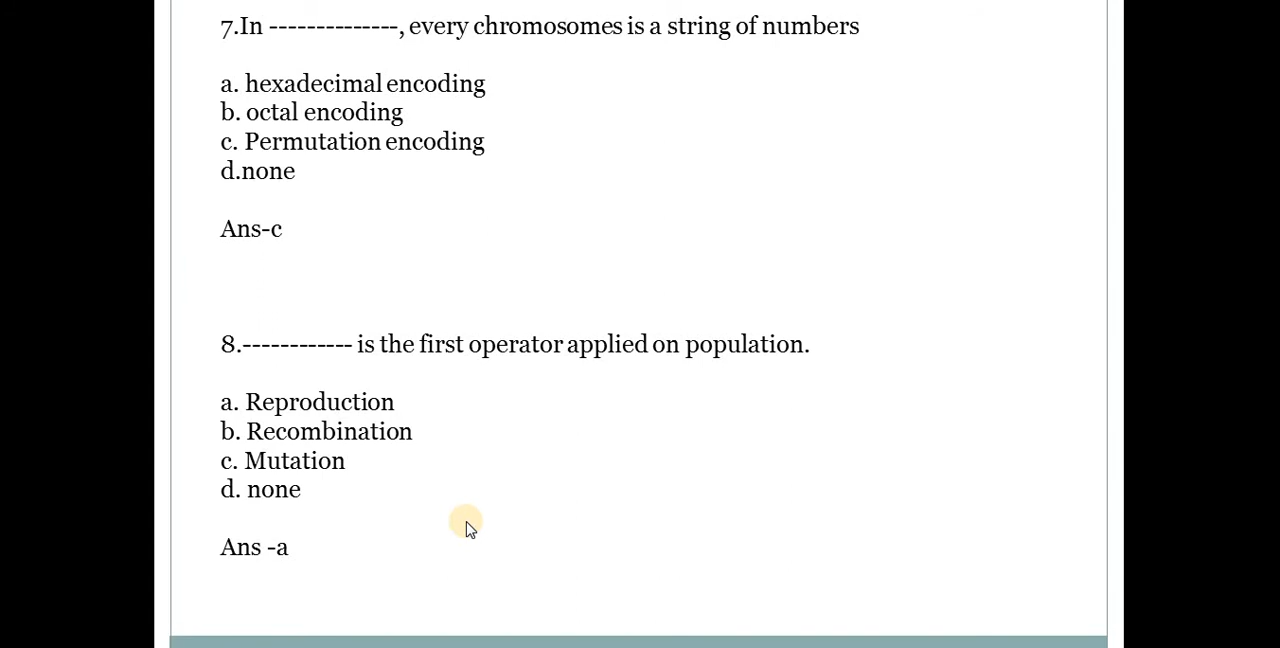 7.In --------------, every chromosomes is a string of numbers
a. hexadecimal encoding
b. octal encoding
c. Permutation encoding
d.none
Ans-c
8.------------ is the first operator applied on population.
a. Reproduction
b. Recombination
c. Mutation
d. none
Ans -a